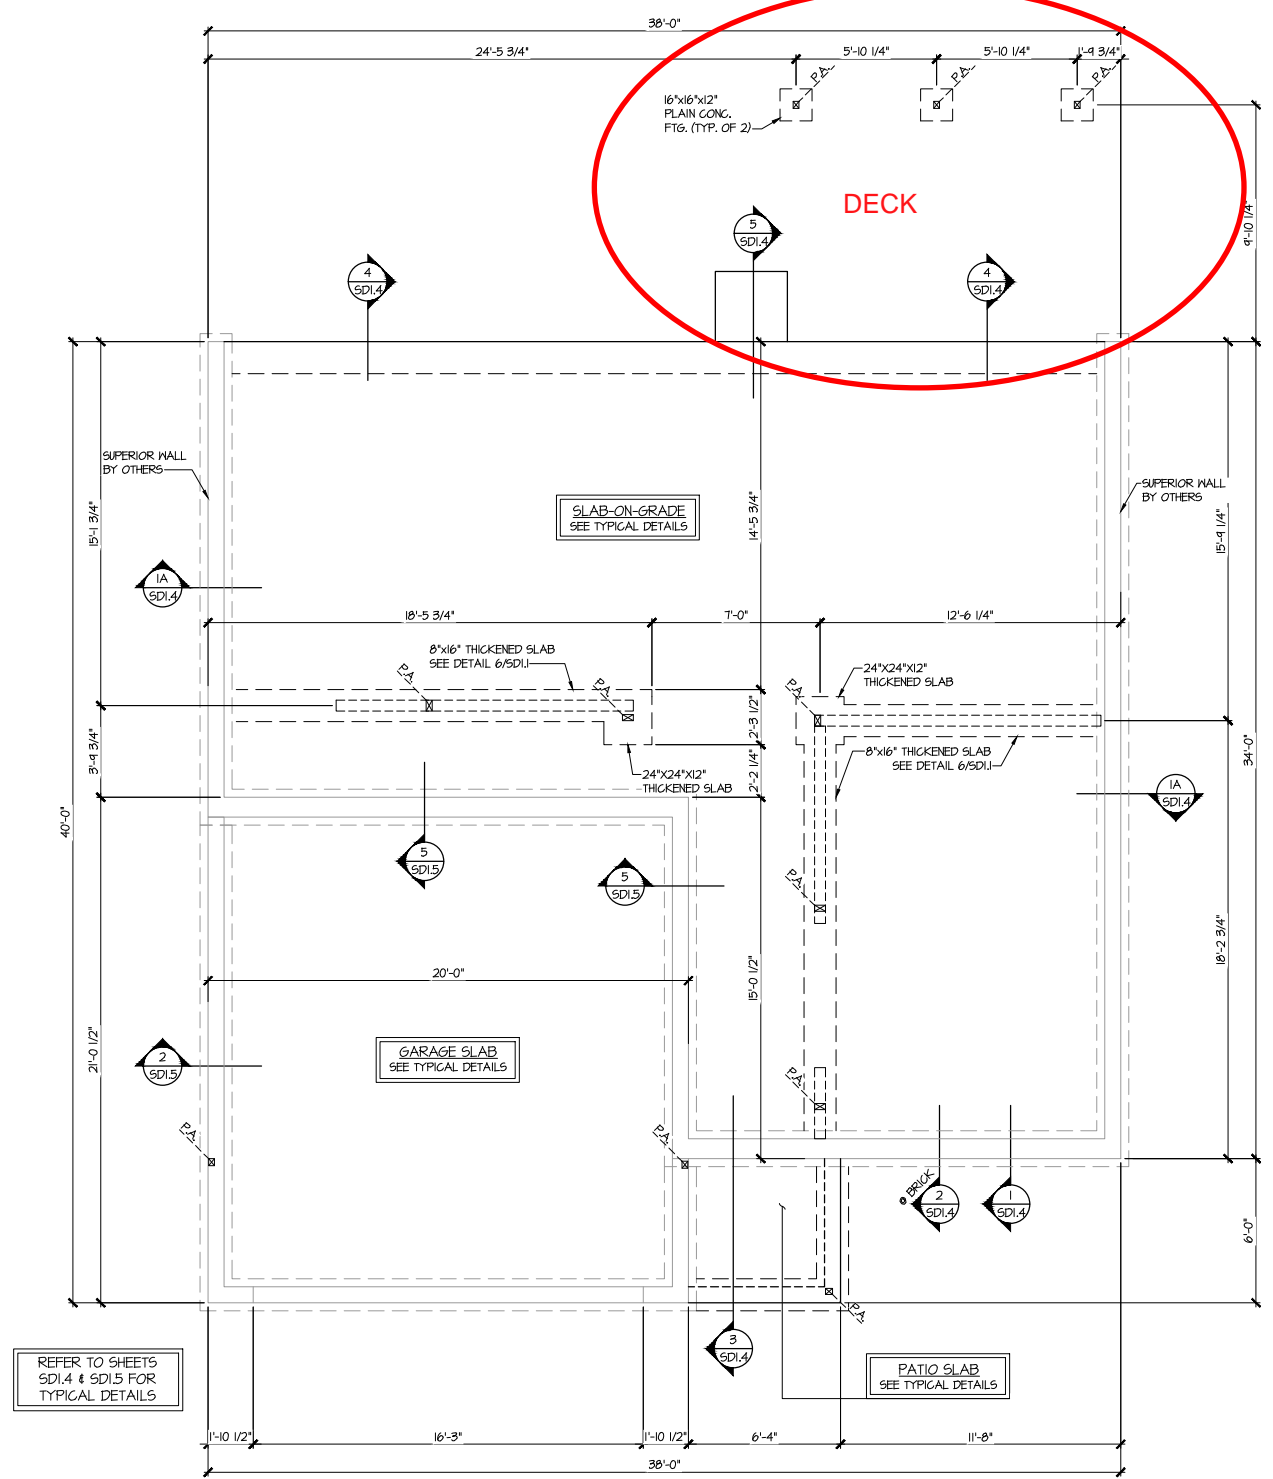 38'-0"
24'-5 3/4"
5'-10 1/4"
5'-10 1/4"
1'-9 3/4"
P.A.
P.A.
P.A.
16"x16"x12"
PLAIN CONC.
FTG. (TYP. OF 2)
DECK
9'-10 1/4"
5
SD1.4
4
SD1.4
4
SD1.4
SUPERIOR WALL
BY OTHERS
SUPERIOR WALL
BY OTHERS
15'-1 3/4"
SLAB-ON-GRADE
SEE TYPICAL DETAILS
14'-5 3/4"
15'-9 1/4"
1A
SD1.4
18'-5 3/4"
7'-0"
12'-6 1/4"
8"x16" THICKENED SLAB
SEE DETAIL 6/SD1.1
P.A.
P.A.
P.A.
24"X24"X12"
THICKENED SLAB
2'-3 1/2"
3'-9 3/4"
2'-2 1/4"
8"x16" THICKENED SLAB
SEE DETAIL 6/SD1.1
34'-0"
24"X24"X12"
THICKENED SLAB
1A
SD1.4
40'-0"
5
SD1.5
5
SD1.5
P.A.
18'-2 3/4"
20'-0"
15'-0 1/2"
21'-0 1/2"
GARAGE SLAB
SEE TYPICAL DETAILS
2
SD1.5
P.A.
P.A.
P.A.
BRICK
2
SD1.4
1
SD1.4
6'-0"
P.A.
3
SD1.4
REFER TO SHEETS
SD1.4 & SD1.5 FOR
TYPICAL DETAILS
PATIO SLAB
SEE TYPICAL DETAILS
1'-10 1/2"
16'-3"
1'-10 1/2"
6'-4"
11'-8"
38'-0"